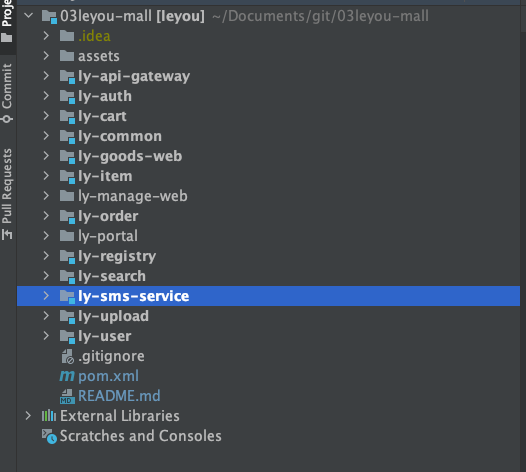 Proje
Commit
Pull Requests
03leyou-mall [leyou] ~/Documents/git/03leyou-mall
.idea
assets
ly-api-gateway
ly-auth
ly-cart
ly-common
ly-goods-web
ly-item
ly-manage-web
ly-order
ly-portal
ly-registry
ly-search
ly-sms-service
ly-upload
ly-user
.gitignore
pom.xml
README.md
External Libraries
Scratches and Consoles